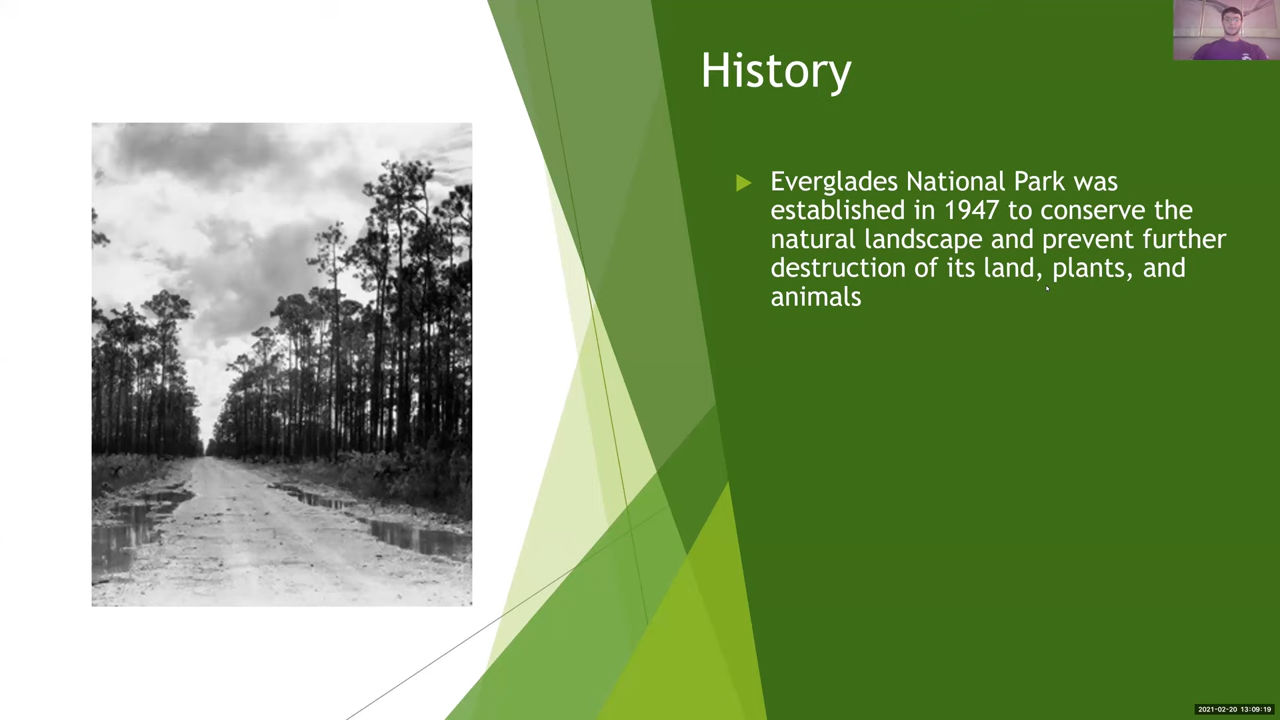 History
Everglades National Park was
established in 1947 to conserve the
natural landscape and prevent further
destruction of its land, plants, and
animals
2021-02-20 13:09:19